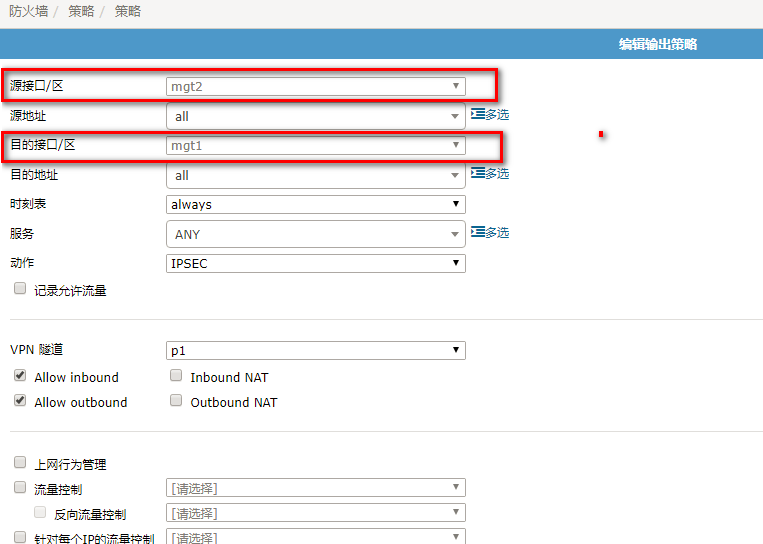 防火墙 / 策略 / 策略
编辑输出策略
源接口/区 mgt2
源地址 all 多选
目的接口/区 mgt1
目的地址 all 多选
时刻表 always
服务 ANY 多选
动作 IPSEC
记录允许流量
VPN 隧道 p1
Allow inbound Inbound NAT
Allow outbound Outbound NAT
上网行为管理
流量控制 [请选择]
反向流量控制 [请选择]
针对每个IP的流量控制 [请选择]